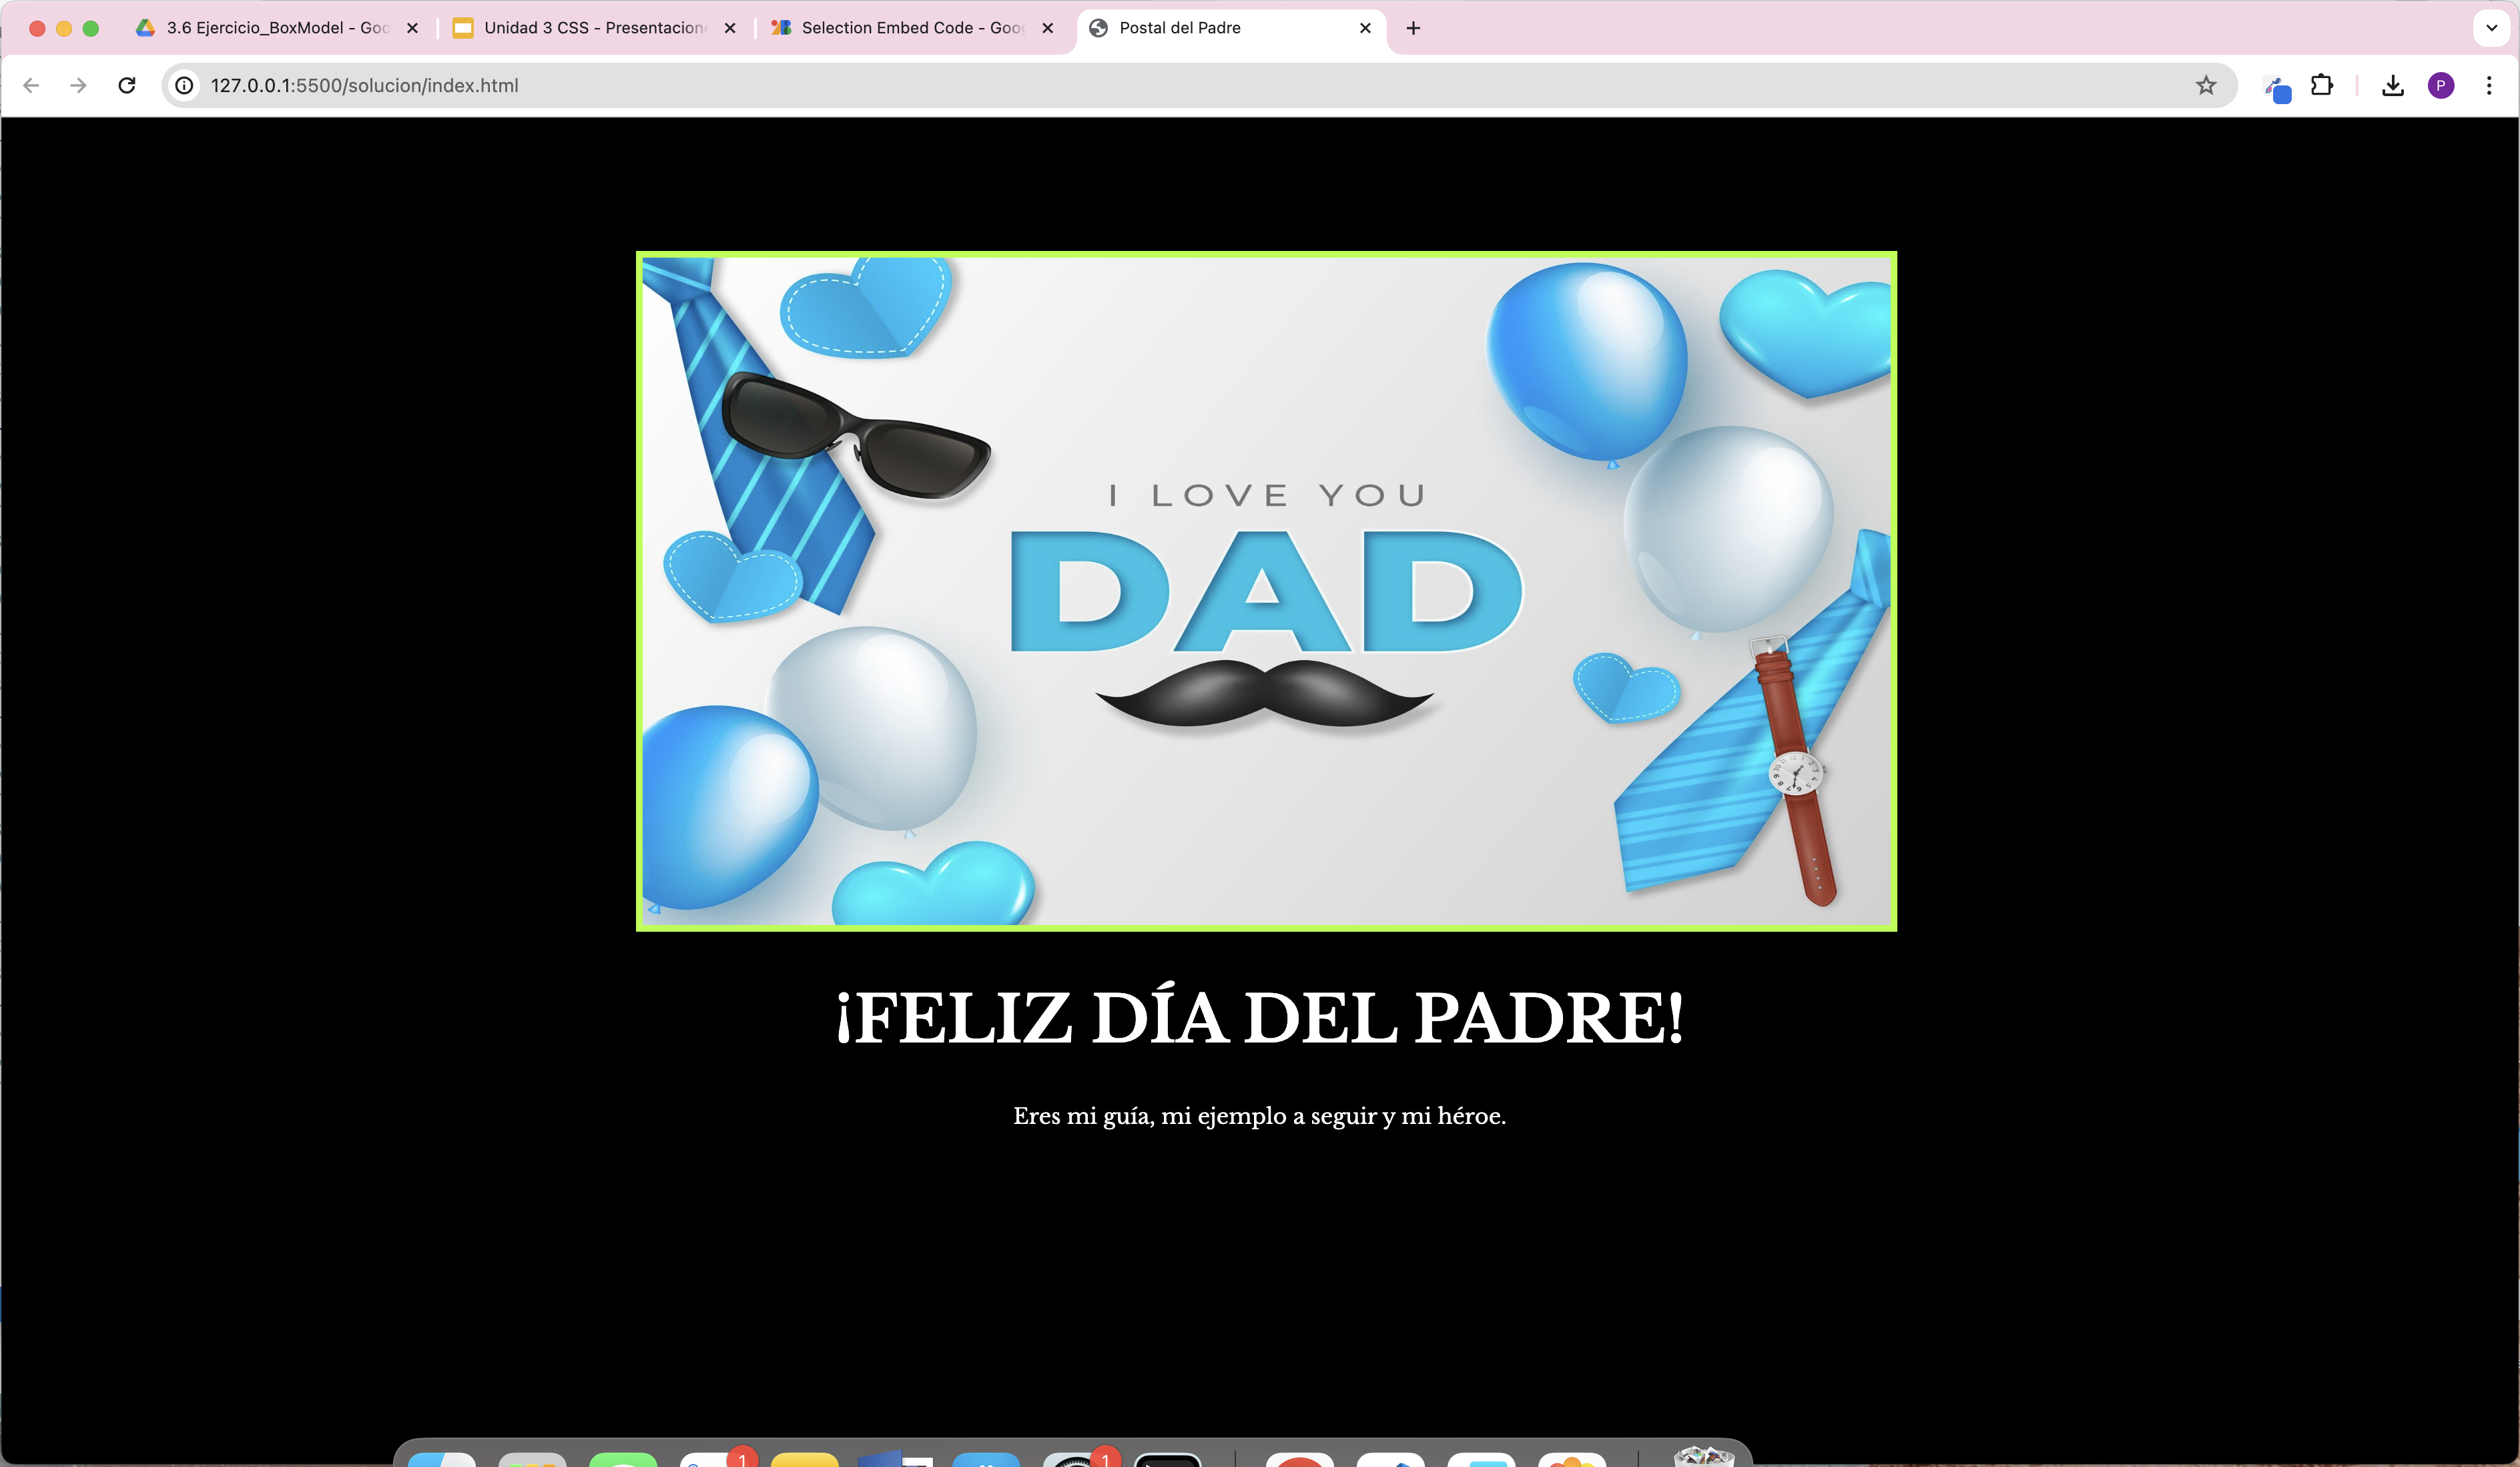 3.6 Ejercicio_BoxModel - Goo
Unidad 3 CSS - Presentacion
Selection Embed Code - Goog
Postal del Padre
127.0.0.1:5500/solucion/index.html
P
I LOVE YOU
DAD
¡FELIZ DÍA DEL PADRE!
Eres mi guía, mi ejemplo a seguir y mi héroe.
1
1